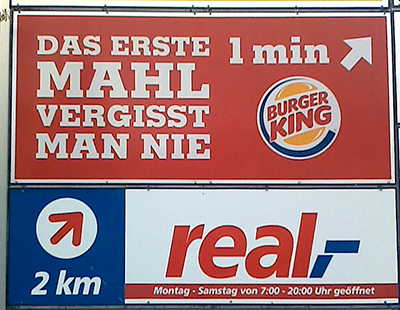 DAS ERSTE
MAHL
VERGISST
MAN NIE
1 min
BURGER
KING
2 km
real,-
Montag - Samstag von 7:00 - 20:00 Uhr geöffnet